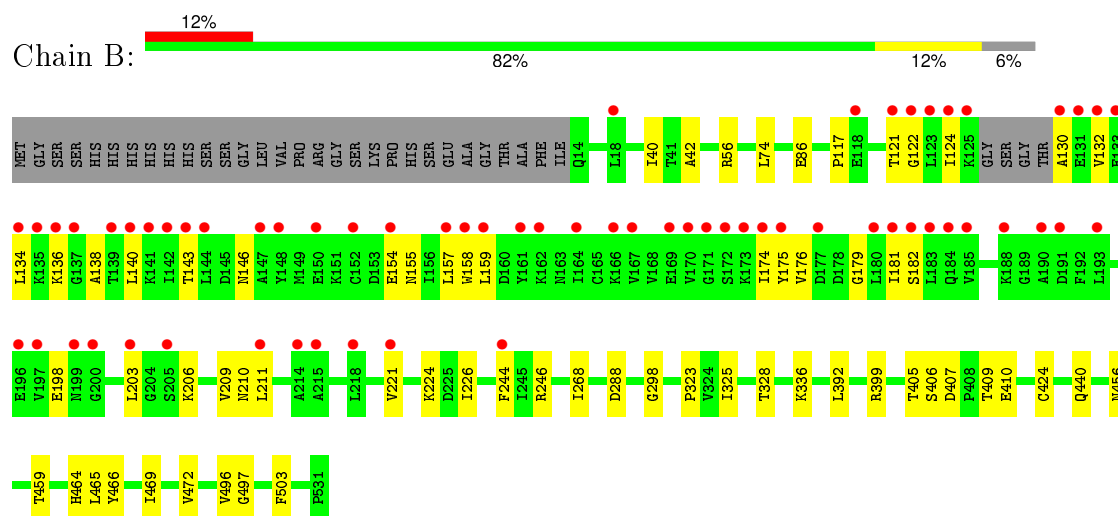 12%
Chain B:
82% 12% 6%
MET GLY SER SER HIS HIS HIS HIS HIS HIS SER SER GLY LEU VAL PRO ARG GLY SER LYS PRO HIS SER GLU ALA GLY THR ALA PHE ILE Q14 L18 I40 T41 A42 R56 L74 E86 P117 E118 T121 G122 L123 I124 K125 GLY SER GLY THR A130 E131 V132
L134 K135 K136 G137 A138 T139 L140 K141 I142 T143 L144 D145 N146 A147 Y148 M149 E150 K151 C152 D153 E154 N155 I156 L157 W158 L159 D160 Y161 K162 N163 I164 C165 K166 V167 V168 E169 V170 G171 S172 K173 I174 Y175 V176 D177 D178 G179 L180 I181 S182 L183 Q184 V185 K188 G189 A190 D191 F192 L193
E196 V197 E198 N199 G200 L203 G204 S205 K206 V209 N210 L211 A214 A215 L218 V221 K224 D225 I226 F244 I245 R246 I268 D288 G298 P323 V324 I325 T328 K336 L392 R399 T405 S406 D407 P408 T409 E410 C424 Q440 N456
T459 H464 L465 Y466 I469 V472 V496 G497 F503 P531